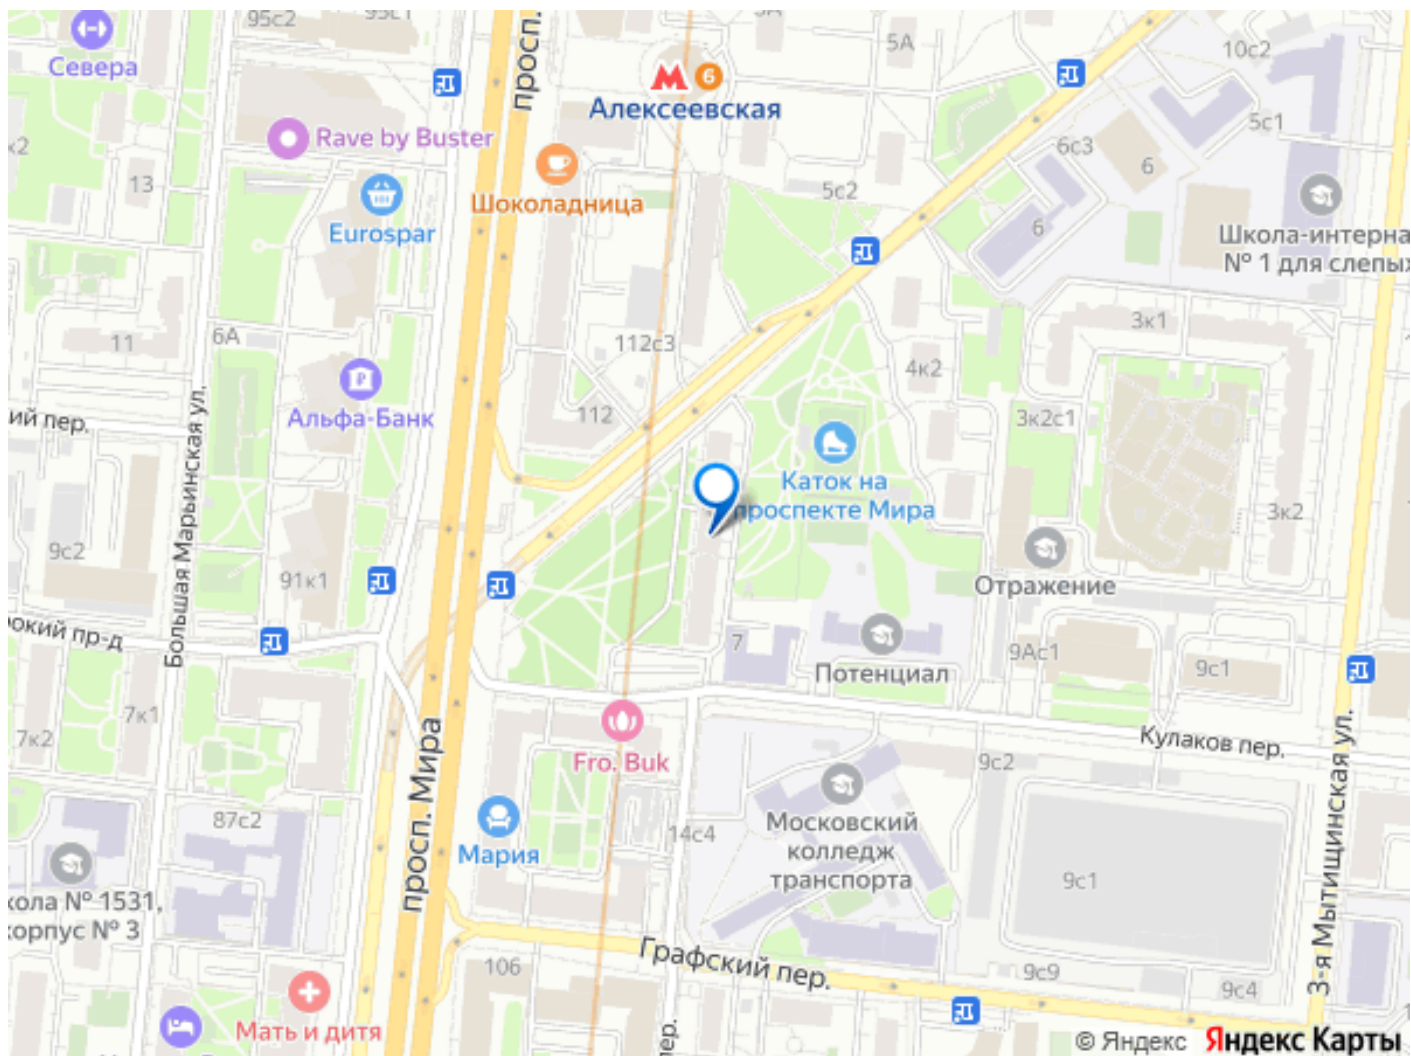 95с2
просп.
5А
10с2
Севера
6
Алексеевская
Rave by Buster
5с1
6с3
6
13
Шоколадница
5с2
Eurospar
6
Школа-интерна
№ 1 для слепых
6А
11
112с3
3к1
4к2
Альфа-Банк
112
3к2с1
ий пер.
Большая Марьинская ул.
Каток на
проспекте Мира
3к2
9с2
91к1
Отражение
7
Потенциал
9Ас1
9с1
окий пр-д
7к1
7к2
Кулаков пер.
Fro. Buk
9с2
просп. Мира
87с2
14с4
Мария
Московский
колледж
транспорта
9с1
3-я Мытищинская ул.
кола № 1531,
корпус № 3
Графский пер.
106
9с9
9с4
Мать и дитя
пер.
© Яндекс Яндекс Карты